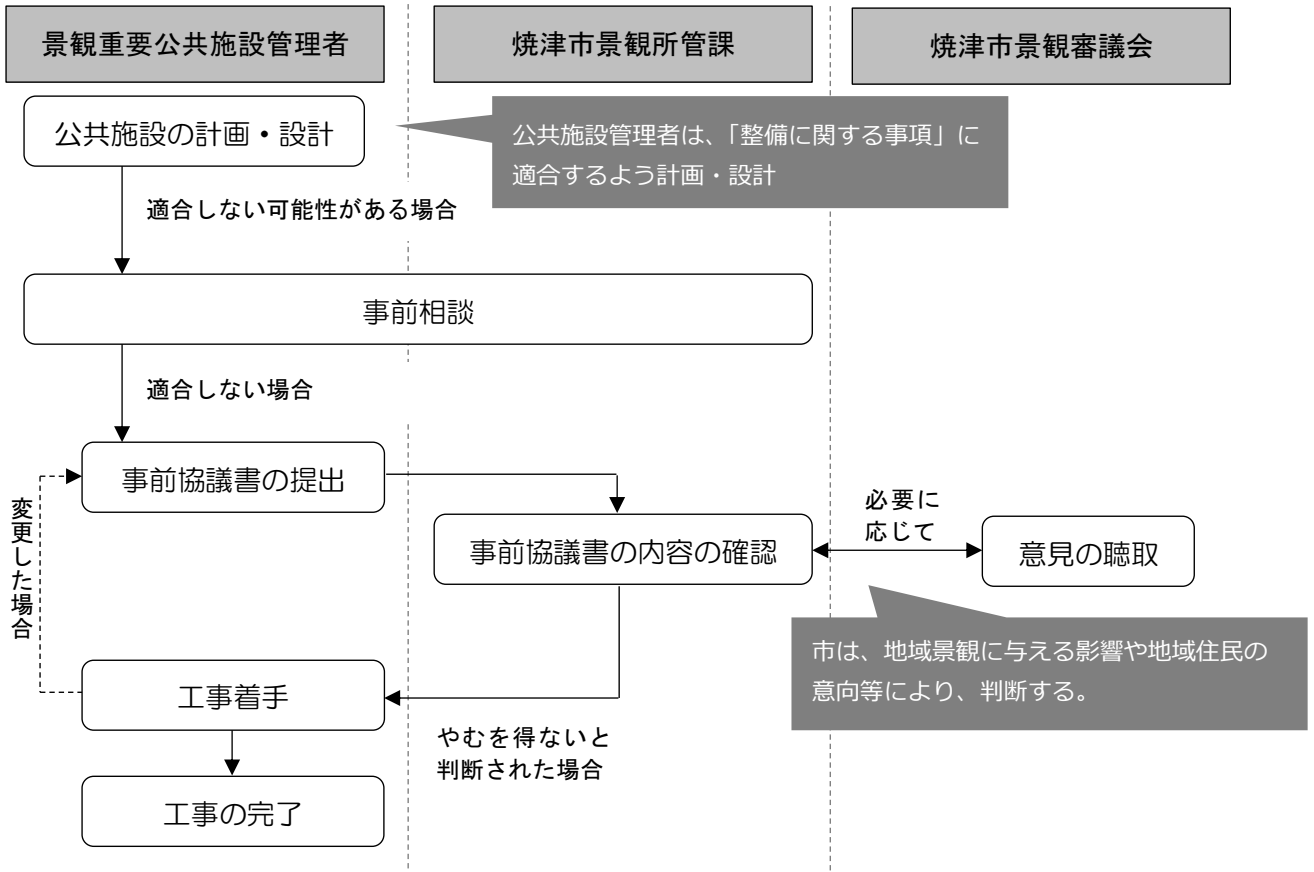 景観重要公共施設管理者
焼津市景観所管課
焼津市景観審議会
公共施設の計画・設計
公共施設管理者は、「整備に関する事項」に
適合するよう計画・設計
適合しない可能性がある場合
事前相談
適合しない場合
事前協議書の提出
変更した場合
事前協議書の内容の確認
必要に
応じて
意見の聴取
市は、地域景観に与える影響や地域住民の
意向等により、判断する。
工事着手
やむを得ないと
判断された場合
工事の完了